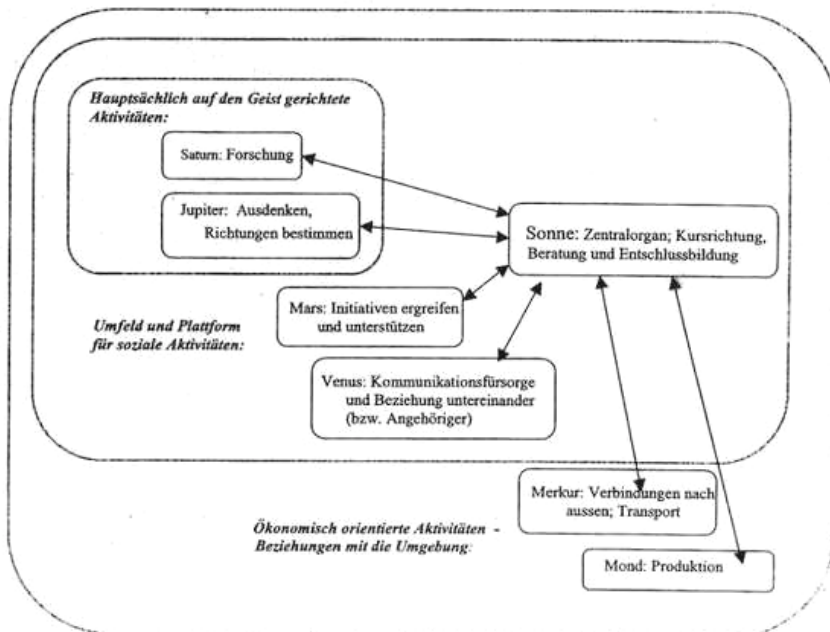 Hauptsächlich auf den Geist gerichtete
Aktivitäten:
Saturn: Forschung
Jupiter: Ausdenken,
Richtungen bestimmen
Sonne: Zentralorgan; Kursrichtung,
Beratung und Entschlussbildung
Mars: Initiativen ergreifen
und unterstützen
Umfeld und Plattform
für soziale Aktivitäten:
Venus: Kommunikationsfürsorge
und Beziehung untereinander
(bzw. Angehöriger)
Merkur: Verbindungen nach
aussen; Transport
Ökonomisch orientierte Aktivitäten -
Beziehungen mit die Umgebung:
Mond: Produktion